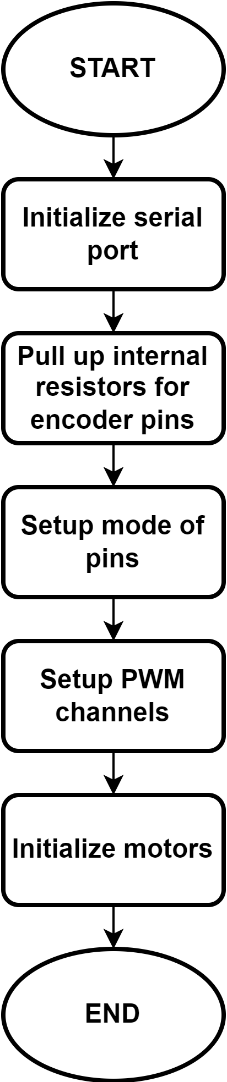 START
Initialize serial
port
Pull up internal
resistors for
encoder pins
Setup mode of
pins
Setup PWM
channels
Initialize motors
END